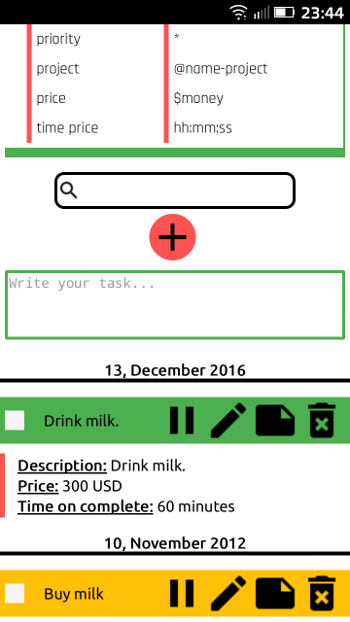 23:44
priority *
project @name-project
price $money
time price hh:mm:ss
Write your task...
13, December 2016
Drink milk.
Description: Drink milk.
Price: 300 USD
Time on complete: 60 minutes
10, November 2012
Buy milk